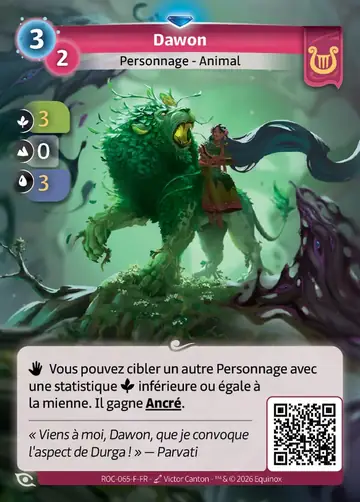 3
Dawon
2
Personnage - Animal
3
0
3
Vous pouvez cibler un autre Personnage avec
une statistique inférieure ou égale à
la mienne. Il gagne Ancré.
« Viens à moi, Dawon, que je convoque
l'aspect de Durga ! » — Parvati
ROC-065-F-FR - Victor Canton - ™ & © 2026 Equinox